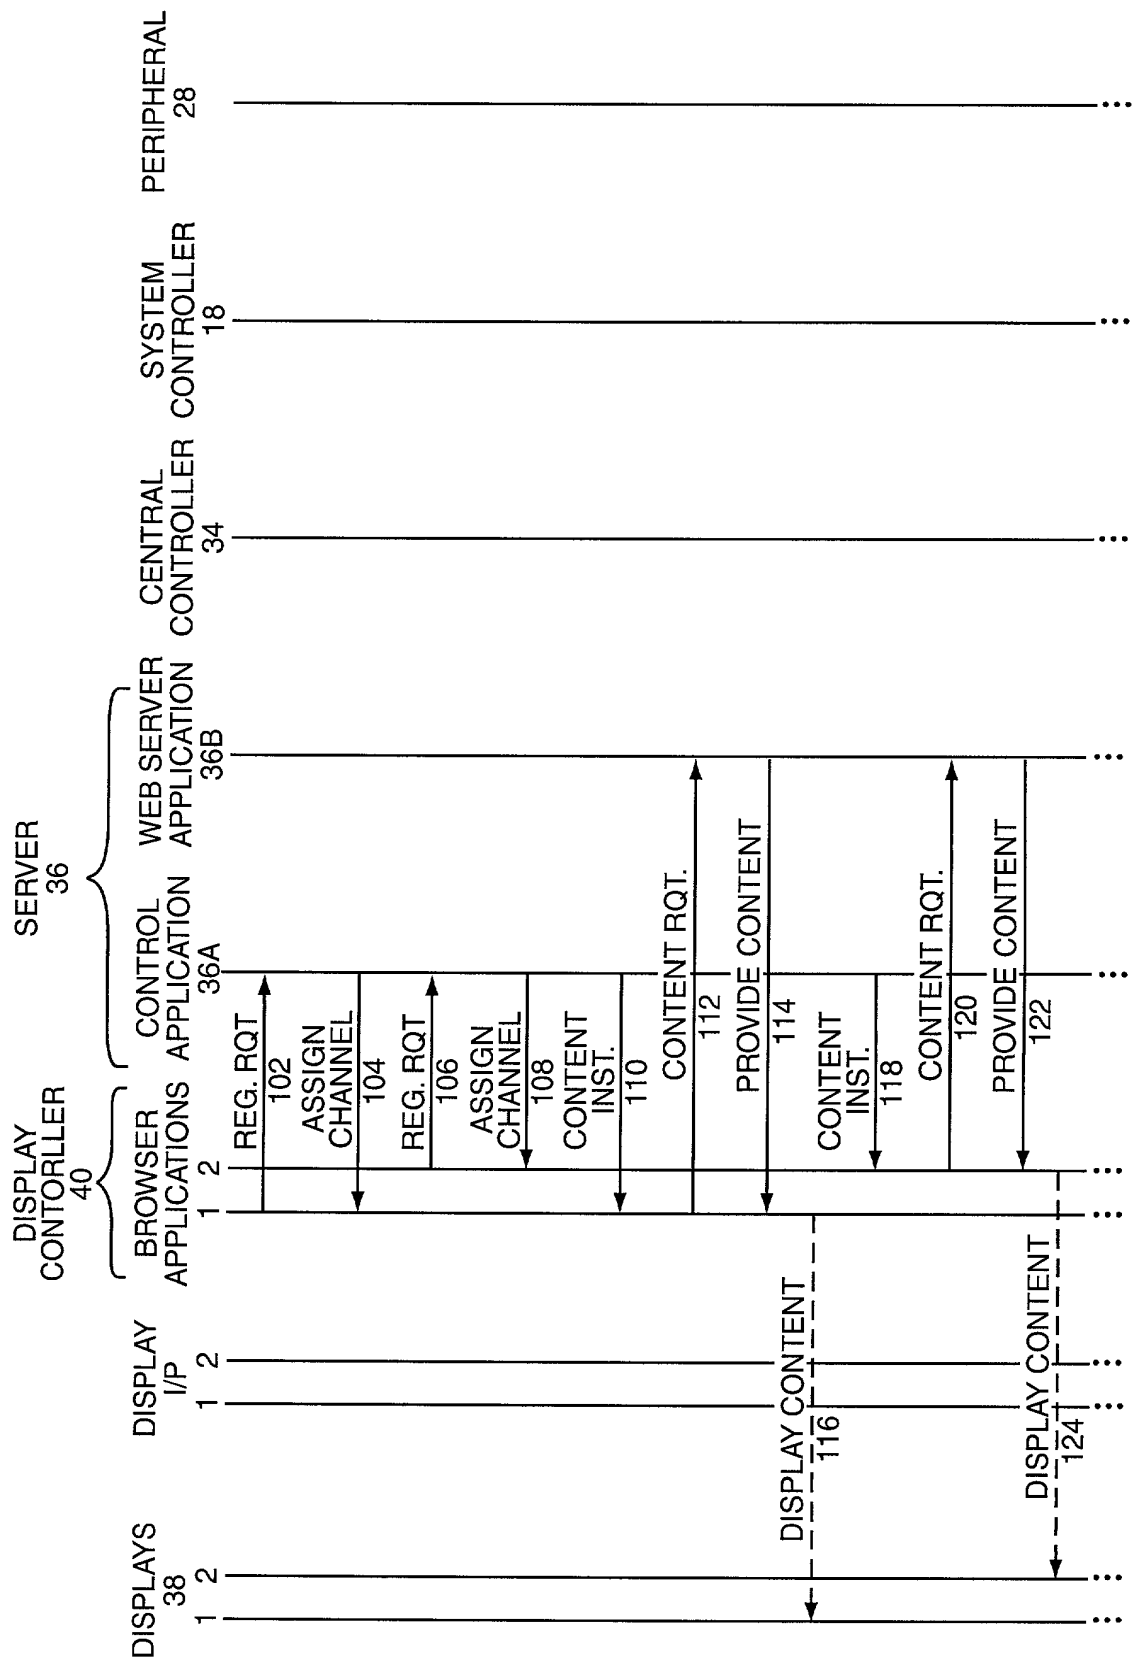 DISPLAYS
38
1
2
DISPLAY
I/P
1
2
DISPLAY
CONTORLLER
40
BROWSER
APPLICATIONS
1
2
SERVER
36
CONTROL
APPLICATION
36A
WEB SERVER
APPLICATION
36B
CENTRAL
CONTROLLER
34
SYSTEM
CONTROLLER
18
PERIPHERAL
28
REG. RQT
102
ASSIGN
CHANNEL
104
REG. RQT
106
ASSIGN
CHANNEL
108
CONTENT
INST.
110
CONTENT RQT.
112
PROVIDE CONTENT
114
DISPLAY CONTENT
116
CONTENT
INST.
118
CONTENT RQT.
120
PROVIDE CONTENT
122
DISPLAY CONTENT
124